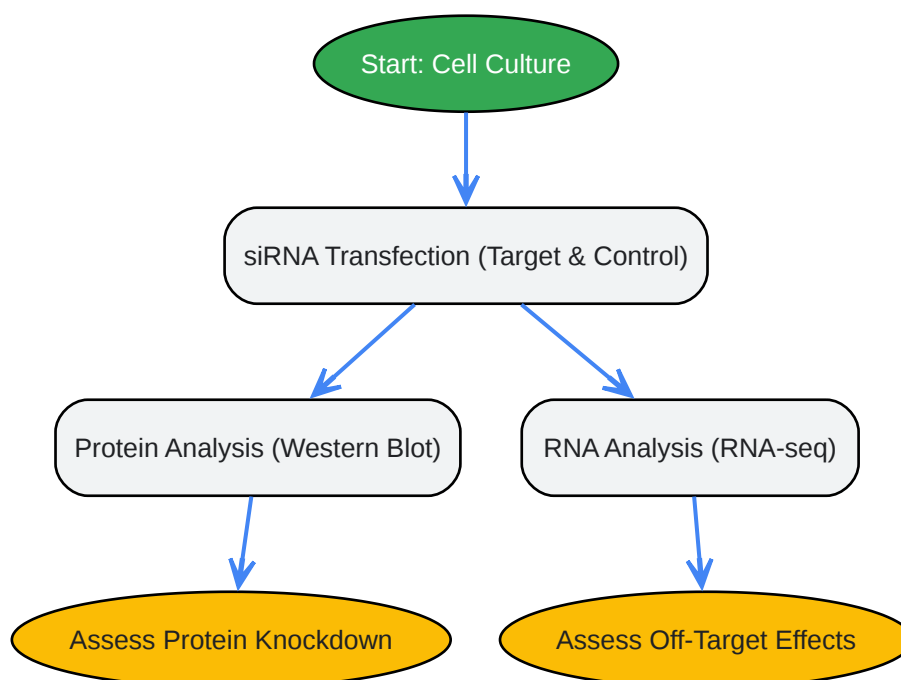 Start: Cell Culture
siRNA Transfection (Target & Control)
Protein Analysis (Western Blot)
RNA Analysis (RNA-seq)
Assess Protein Knockdown
Assess Off-Target Effects